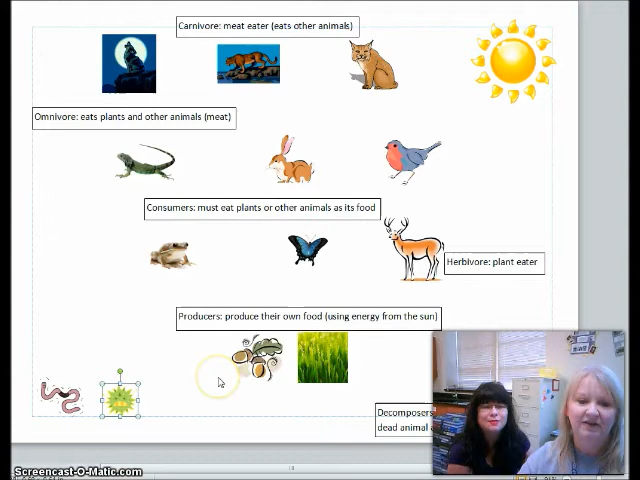 Carnivore: meat eater (eats other animals)
Omnivore: eats plants and other animals (meat)
Consumers: must eat plants or other animals as its food
Herbivore: plant eater
Producers: produce their own food (using energy from the sun)
Decomposers
dead animal
Screencast-O-Matic.com